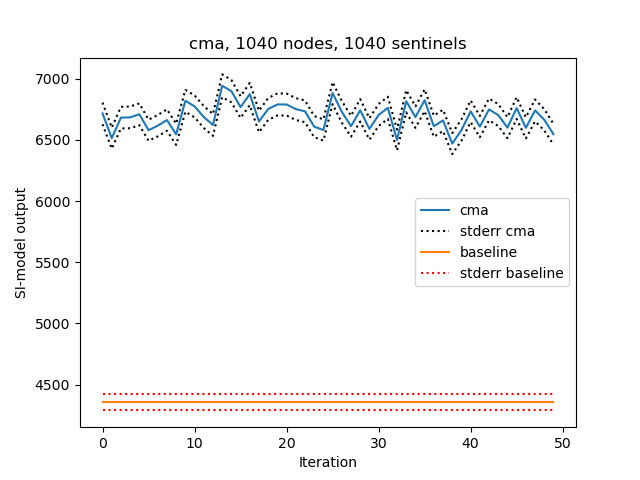 cma, 1040 nodes, 1040 sentinels
SI-model output
7000
6500
6000
5500
5000
4500
cma
stderr cma
baseline
stderr baseline
0 10 20 30 40 50
Iteration